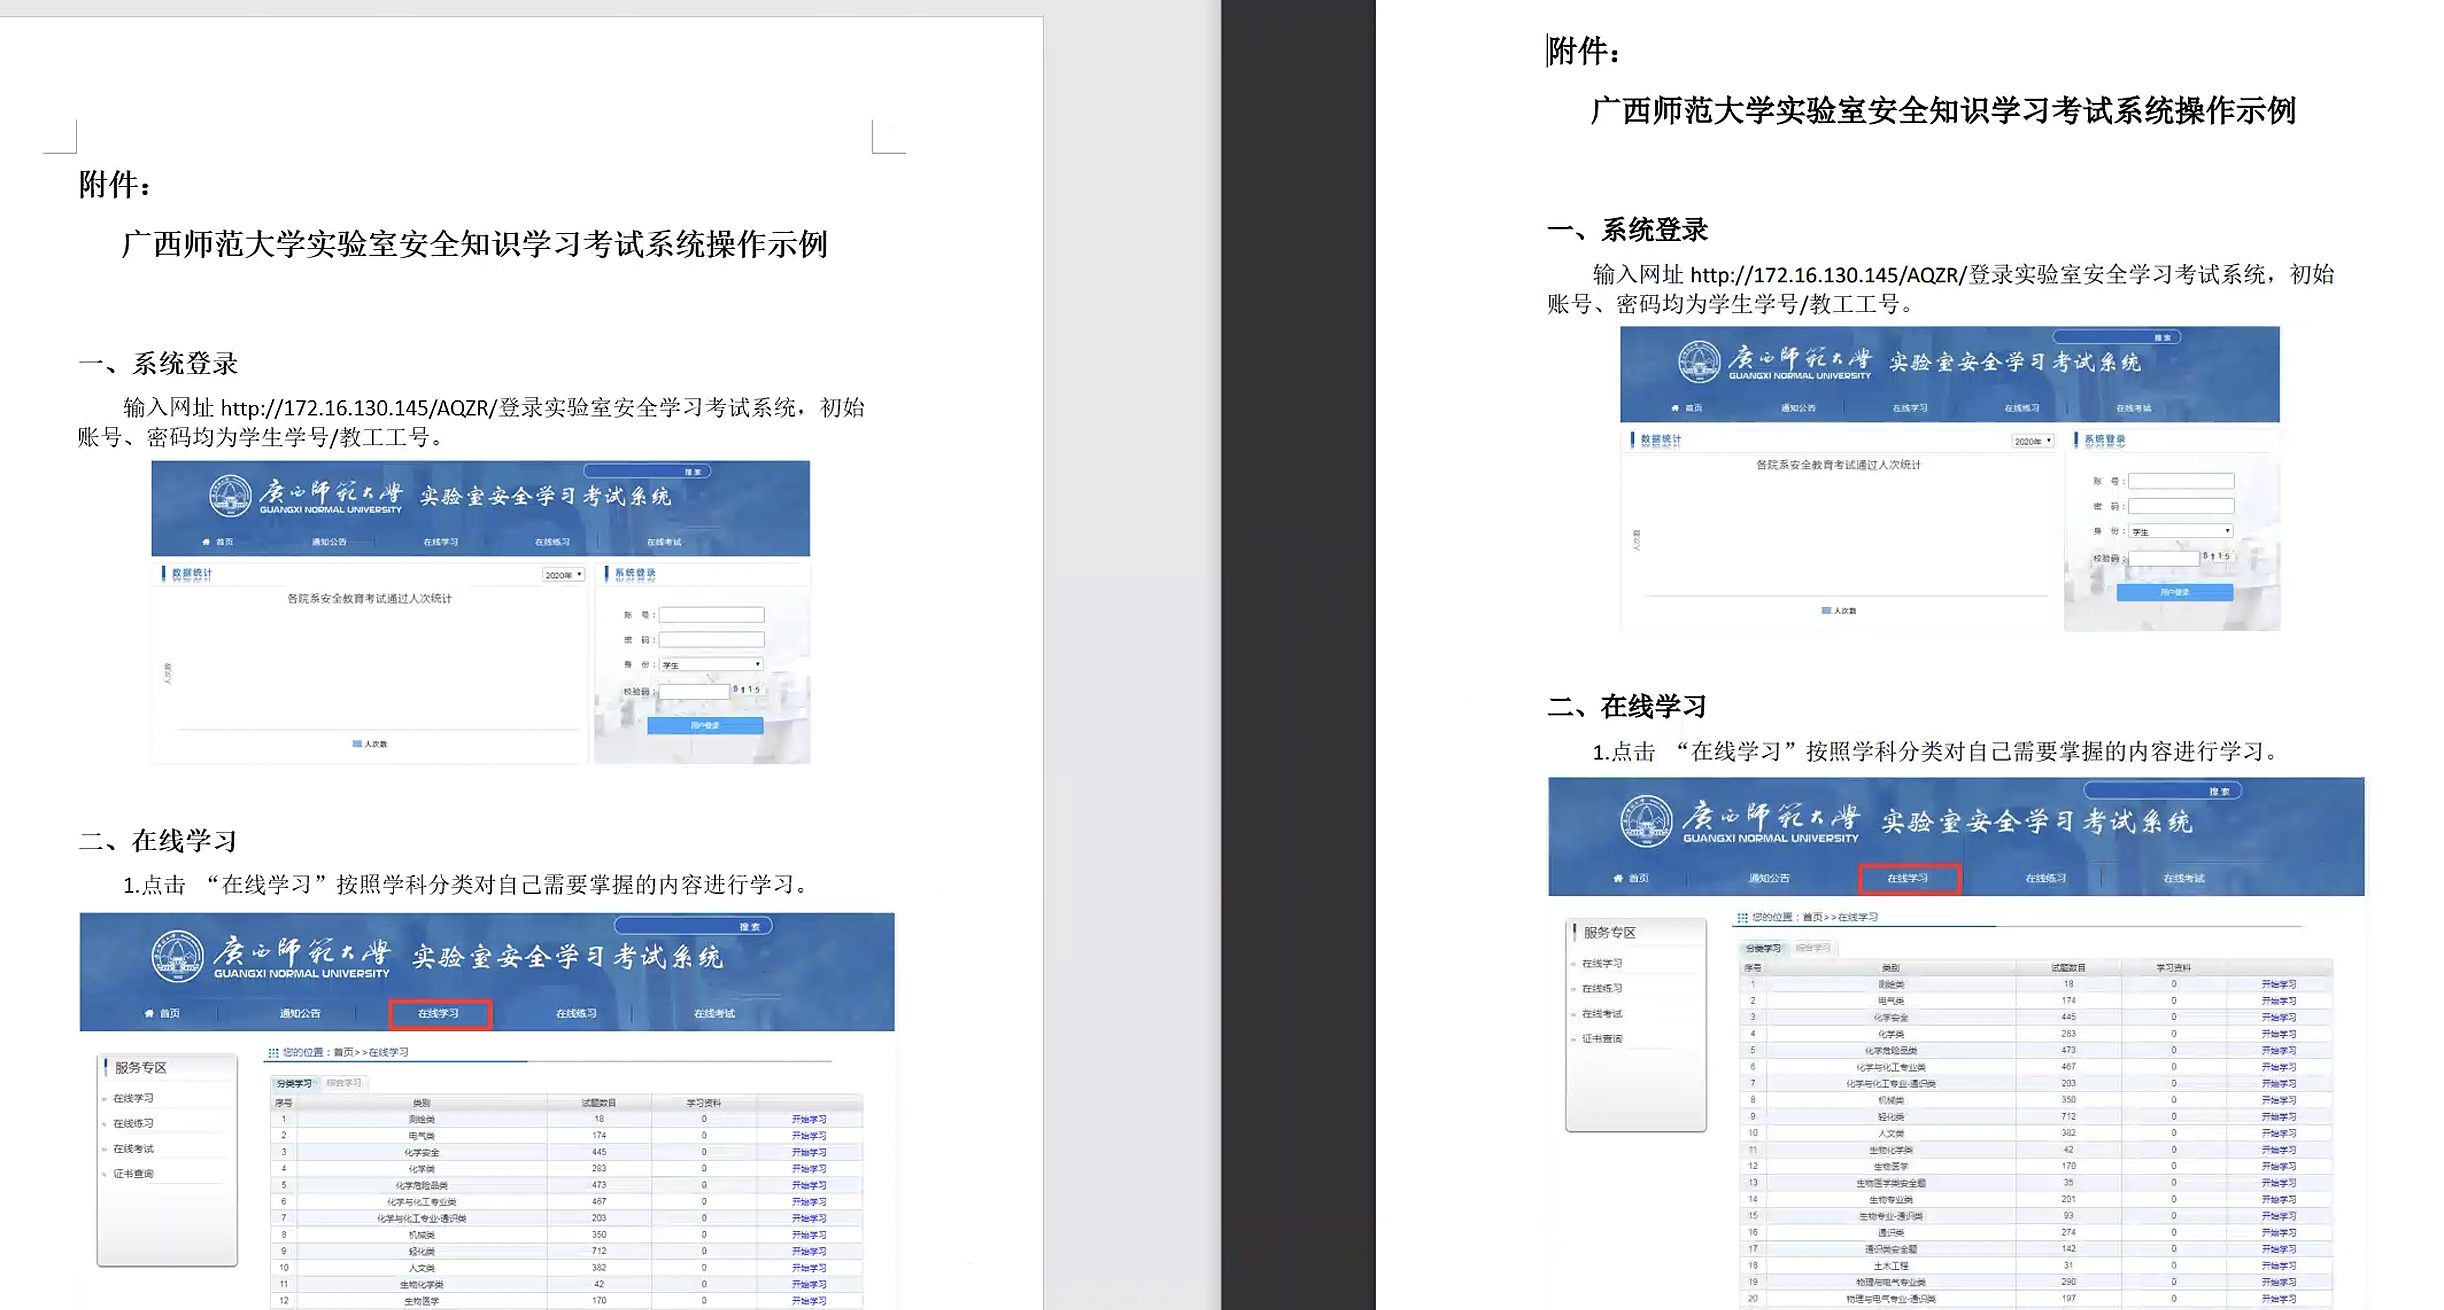 附件：
广西师范大学实验室安全知识学习考试系统操作示例
一、系统登录
输入网址 http://172.16.130.145/AQZR/登录实验室安全学习考试系统，初始
账号、密码均为学生学号/教工工号。
搜索
廣西師範大學 实验室安全学习考试系统
GUANGXI NORMAL UNIVERSITY
首页 通知公告 在线学习 在线练习 在线考试
数据统计 2020年 系统登录
各院系安全教育考试通过人次统计
账 号：
密 码：
身 份：学生
人次数
校验码： 8115
用户登录
人次数
二、在线学习
1.点击 “在线学习”按照学科分类对自己需要掌握的内容进行学习。
搜索
廣西師範大學 实验室安全学习考试系统
GUANGXI NORMAL UNIVERSITY
首页 通知公告 在线学习 在线练习 在线考试
服务专区
在线学习
在线练习
在线考试
证书查询
您的位置：首页>>在线学习
分类学习 综合学习
序号 类别 试题数目 学习资料
1 测绘类 18 0 开始学习
2 电气类 174 0 开始学习
3 化学安全 445 0 开始学习
4 化学类 283 0 开始学习
5 化学危险品类 473 0 开始学习
6 化学与化工专业类 467 0 开始学习
7 化学与化工专业-通识类 203 0 开始学习
8 机械类 350 0 开始学习
9 轻化类 712 0 开始学习
10 人文类 382 0 开始学习
11 生物化学类 42 0 开始学习
12 生物医学 170 0 开始学习
附件：
广西师范大学实验室安全知识学习考试系统操作示例
一、系统登录
输入网址 http://172.16.130.145/AQZR/登录实验室安全学习考试系统，初始
账号、密码均为学生学号/教工工号。
搜索
廣西師範大學 实验室安全学习考试系统
GUANGXI NORMAL UNIVERSITY
首页 通知公告 在线学习 在线练习 在线考试
数据统计 2020年 系统登录
各院系安全教育考试通过人次统计
账 号：
密 码：
身 份：学生
人次数
校验码： 8115
用户登录
人次数
二、在线学习
1.点击 “在线学习”按照学科分类对自己需要掌握的内容进行学习。
搜索
廣西師範大學 实验室安全学习考试系统
GUANGXI NORMAL UNIVERSITY
首页 通知公告 在线学习 在线练习 在线考试
服务专区
在线学习
在线练习
在线考试
证书查询
您的位置：首页>>在线学习
分类学习 综合学习
序号 类别 试题数目 学习资料
1 测绘类 18 0 开始学习
2 电气类 174 0 开始学习
3 化学安全 445 0 开始学习
4 化学类 283 0 开始学习
5 化学危险品类 473 0 开始学习
6 化学与化工专业类 467 0 开始学习
7 化学与化工专业-通识类 203 0 开始学习
8 机械类 350 0 开始学习
9 轻化类 712 0 开始学习
10 人文类 382 0 开始学习
11 生物化学类 42 0 开始学习
12 生物医学 170 0 开始学习
13 生物医学类安全题 35 0 开始学习
14 生物专业类 201 0 开始学习
15 生物专业-通识类 93 0 开始学习
16 通识类 274 0 开始学习
17 通识类安全题 142 0 开始学习
18 土木工程 31 0 开始学习
19 物理与电气专业类 290 0 开始学习
20 物理与电气专业-通识类 197 0 开始学习